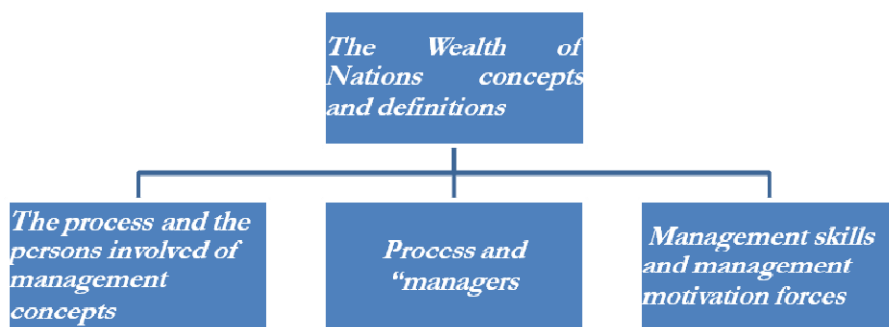 The Wealth of
Nations concepts
and definitions
The process and the
persons involved of
management
concepts
Process and
“managers
Management skills
and management
motivation forces